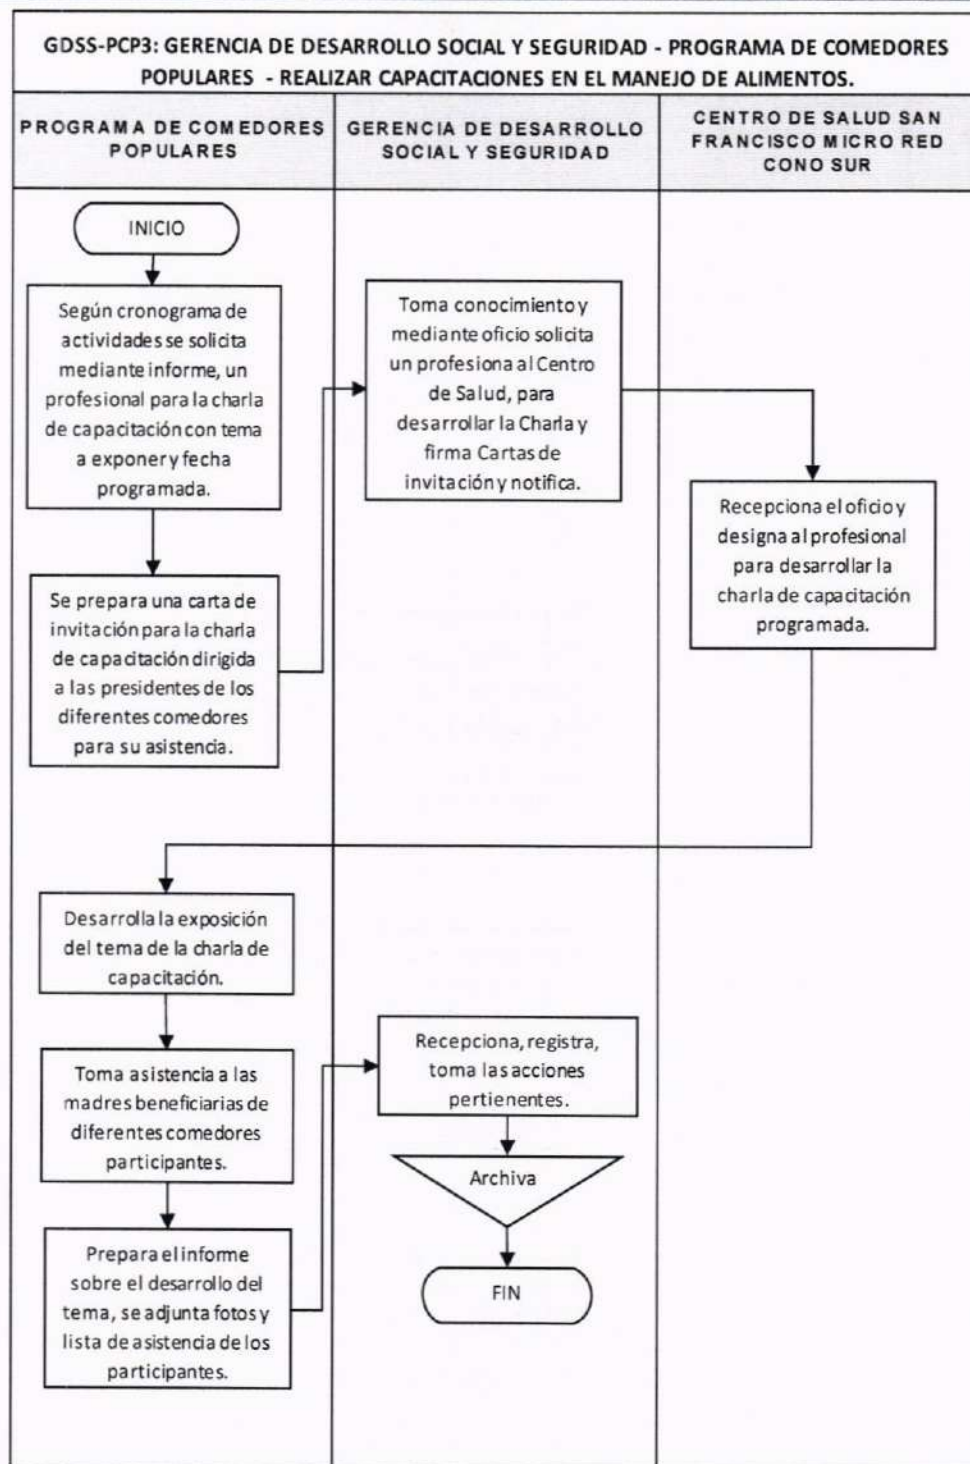 GDSS-PCP3: GERENCIA DE DESARROLLO SOCIAL Y SEGURIDAD - PROGRAMA DE COMEDORES
POPULARES - REALIZAR CAPACITACIONES EN EL MANEJO DE ALIMENTOS.
PROGRAMA DE COMEDORES
POPULARES
GERENCIA DE DESARROLLO
SOCIAL Y SEGURIDAD
CENTRO DE SALUD SAN
FRANCISCO MICRO RED
CONO SUR
INICIO
Según cronograma de
actividades se solicita
mediante informe, un
profesional para la charla
de capacitación con tema
a exponer y fecha
programada.
Se prepara una carta de
invitación para la charla
de capacitación dirigida
a las presidentes de los
diferentes comedores
para su asistencia.
Toma conocimiento y
mediante oficio solicita
un profesiona al Centro
de Salud, para
desarrollar la Charla y
firma Cartas de
invitación y notifica.
Recepciona el oficio y
designa al profesional
para desarrollar la
charla de capacitación
programada.
Desarrolla la exposición
del tema de la charla de
capacitación.
Toma asistencia a las
madres beneficiarias de
diferentes comedores
participantes.
Prepara el informe
sobre el desarrollo del
tema, se adjunta fotos y
lista de asistencia de los
participantes.
Recepciona, registra,
toma las acciones
pertienentes.
Archiva
FIN